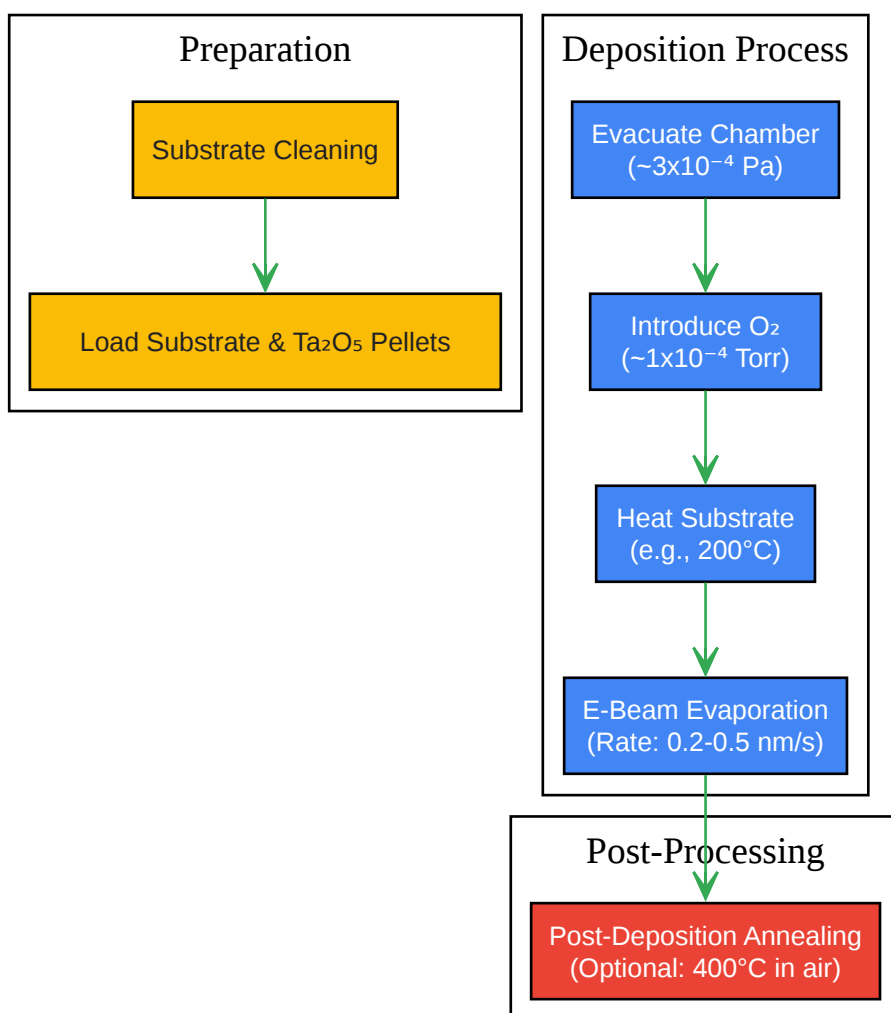 Preparation
Substrate Cleaning
Load Substrate & Ta₂O₅ Pellets
Deposition Process
Evacuate Chamber
(~3x10⁻⁴ Pa)
Introduce O₂
(~1x10⁻⁴ Torr)
Heat Substrate
(e.g., 200°C)
E-Beam Evaporation
(Rate: 0.2-0.5 nm/s)
Post-Processing
Post-Deposition Annealing
(Optional: 400°C in air)